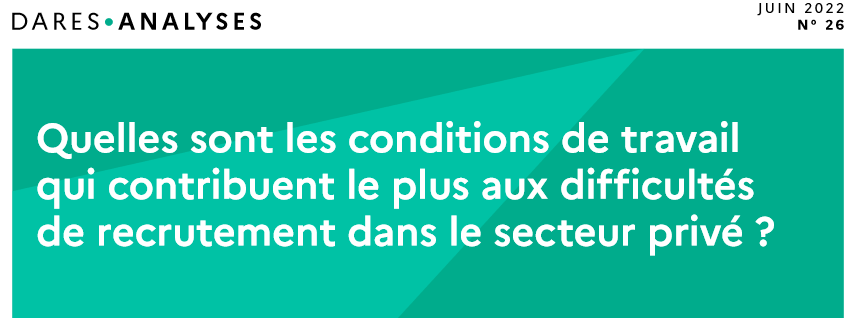 DARES•ANALYSES
JUIN 2022
N° 26
Quelles sont les conditions de travail
qui contribuent le plus aux difficultés
de recrutement dans le secteur privé ?